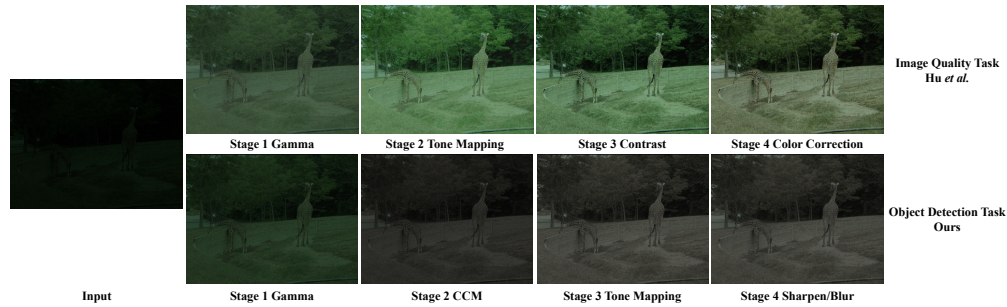 Image Quality Task
Hu et al.
Stage 1 Gamma
Stage 2 Tone Mapping
Stage 3 Contrast
Stage 4 Color Correction
Object Detection Task
Ours
Input
Stage 1 Gamma
Stage 2 CCM
Stage 3 Tone Mapping
Stage 4 Sharpen/Blur